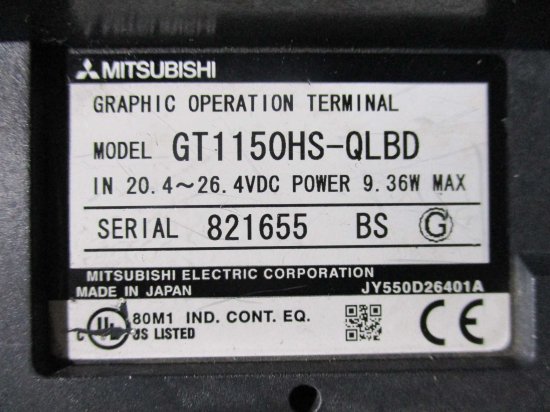 MITSUBISHI
GRAPHIC OPERATION TERMINAL
MODEL GT1150HS-QLBD
IN 20.4～26.4VDC POWER 9.36W MAX
SERIAL 821655 BS G
MITSUBISHI ELECTRIC CORPORATION
MADE IN JAPAN JY550D26401A
C UL 80M1 IND. CONT. EQ.
US LISTED CE